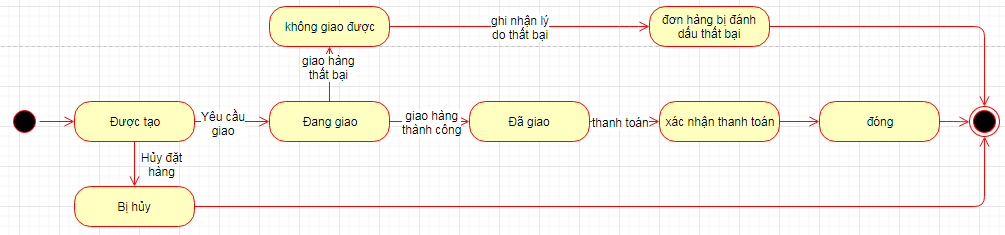 không giao được
ghi nhận lý
do thất bại
đơn hàng bị đánh
dấu thất bại
giao hàng
thất bại
Được tạo
Yêu cầu
giao
Đang giao
giao hàng
thành công
Đã giao
thanh toán
xác nhận thanh toán
đóng
Hủy đặt
hàng
Bị hủy